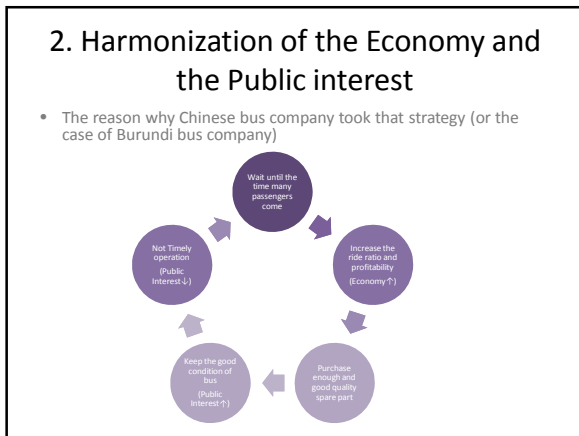 2. Harmonization of the Economy and
the Public interest
• The reason why Chinese bus company took that strategy (or the
case of Burundi bus company)
Wait until the
time many
passengers
come
Increase the
ride ratio and
profitability
(Economy↑)
Purchase
enough and
good quality
spare part
Keep the good
condition of
bus
(Public
Interest↑)
Not Timely
operation
(Public
Interest↓)